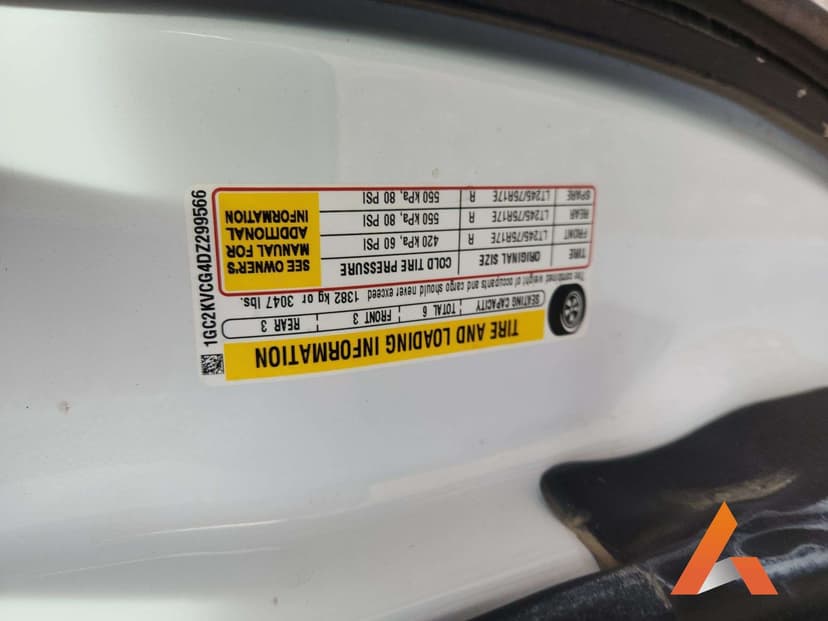 TIRE AND LOADING INFORMATION
SEATING CAPACITY TOTAL 6 FRONT 3 REAR 3
The combined weight of occupants and cargo should never exceed 1382 kg or 3047 lbs.
TIRE ORIGINAL SIZE COLD TIRE PRESSURE
FRONT LT245/75R17E R 420 kPa, 60 PSI
REAR LT245/75R17E R 550 kPa, 80 PSI
SPARE LT245/75R17E R 550 kPa, 80 PSI
SEE OWNER'S
MANUAL FOR
ADDITIONAL
INFORMATION
1GC2KVCG4DZ299566